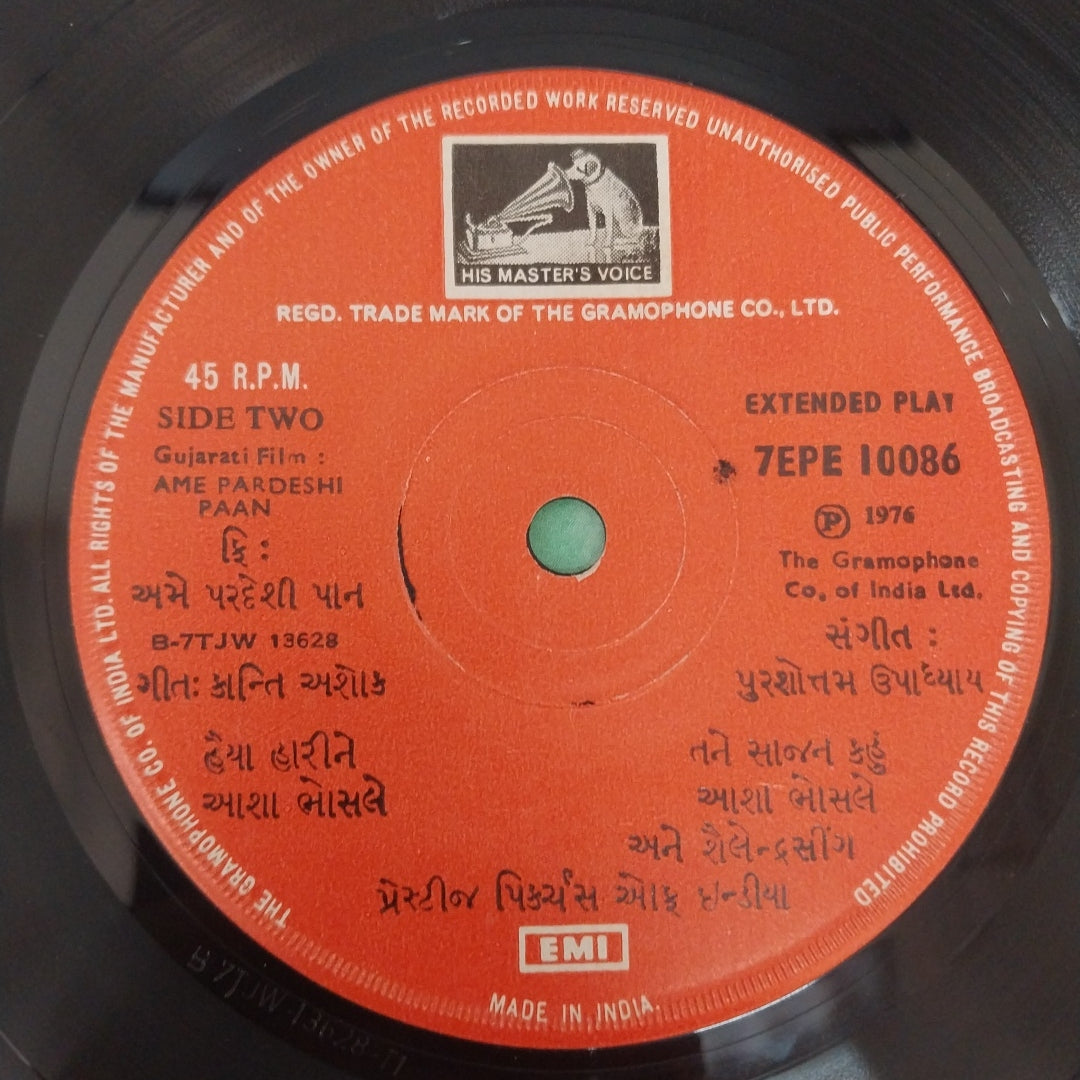 THE GRAMOPHONE CO. OF INDIA LTD. ALL RIGHTS OF THE MANUFACTURER AND OF THE OWNER OF THE RECORDED WORK RESERVED UNAUTHORISED PUBLIC PERFORMANCE BROADCASTING AND COPYING OF THIS RECORD PROHIBITED
HIS MASTER'S VOICE
REGD. TRADE MARK OF THE GRAMOPHONE CO., LTD.
45 R.P.M.
SIDE TWO
Gujarati Film :
AME PARDESHI
PAAN
ફિ :
અમે પરદેશી પાન
B-7TJW 13628
ગીત: કાન્તિ અશોક
EXTENDED PLAY
7EPE 10086
Ⓟ 1976
The Gramophone
Co. of India Ltd.
સંગીત :
પુરશોત્તમ ઉપાધ્યાય
હૈયા હારીને
આશા ભોસલે
તને સાજન કહું
આશા ભોસલે
અને શૈલેન્દ્રસીંગ
પ્રેસ્ટીજ પિકર્ચસ ઓફ ઇન્ડીયા
EMI
MADE IN INDIA.
B-7TJW-13628-